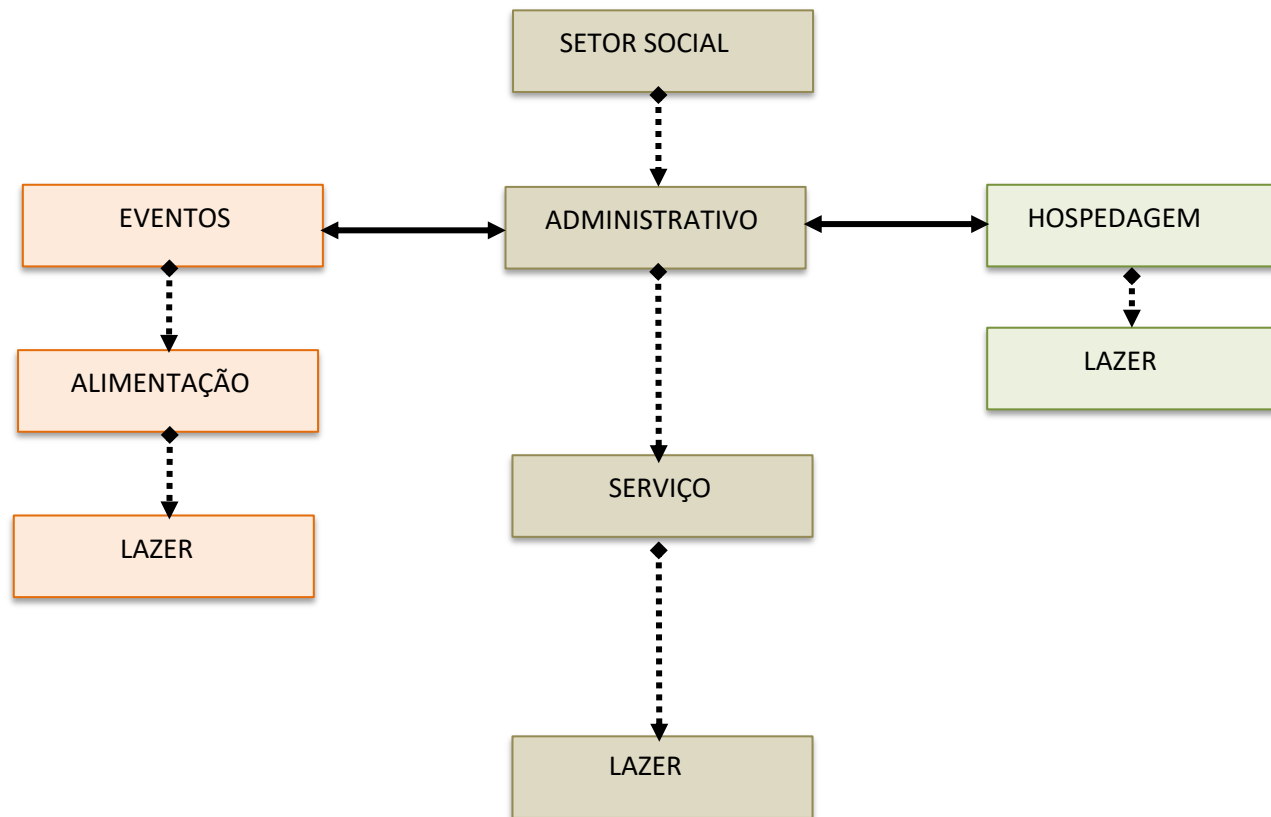 SETOR SOCIAL
EVENTOS
ADMINISTRATIVO
HOSPEDAGEM
ALIMENTAÇÃO
LAZER
SERVIÇO
LAZER
LAZER